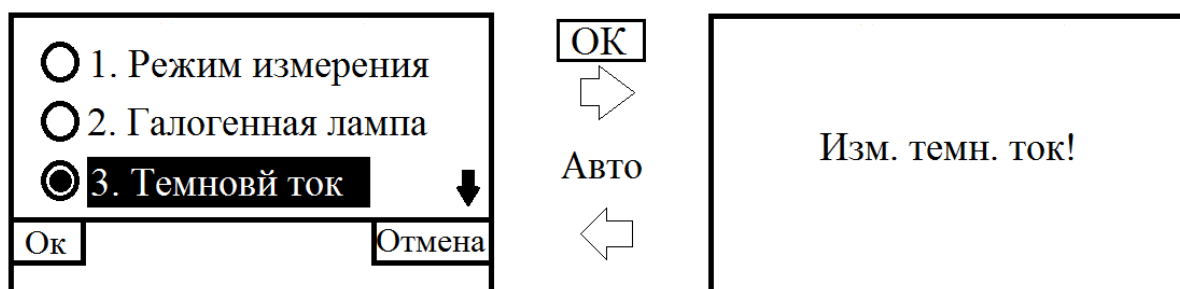 1. Режим измерения
2. Галогенная лампа
3. Темновй ток
Ок
Отмена
ОК
Авто
Изм. темн. ток!